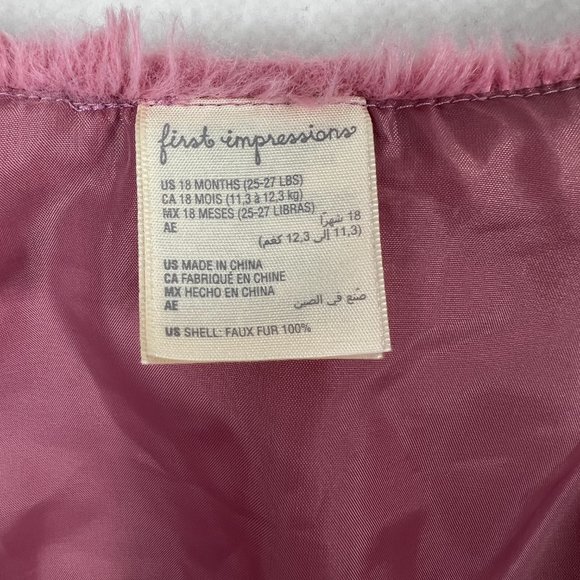 first impressions
US 18 MONTHS (25-27 LBS)
CA 18 MOIS (11,3 à 12,3 kg)
MX 18 MESES (25-27 LIBRAS)
AE 18 شهرًا
(11,3 إلى 12,3 كغم)
US MADE IN CHINA
CA FABRIQUÉ EN CHINE
MX HECHO EN CHINA
AE صنع في الصين
US SHELL: FAUX FUR 100%